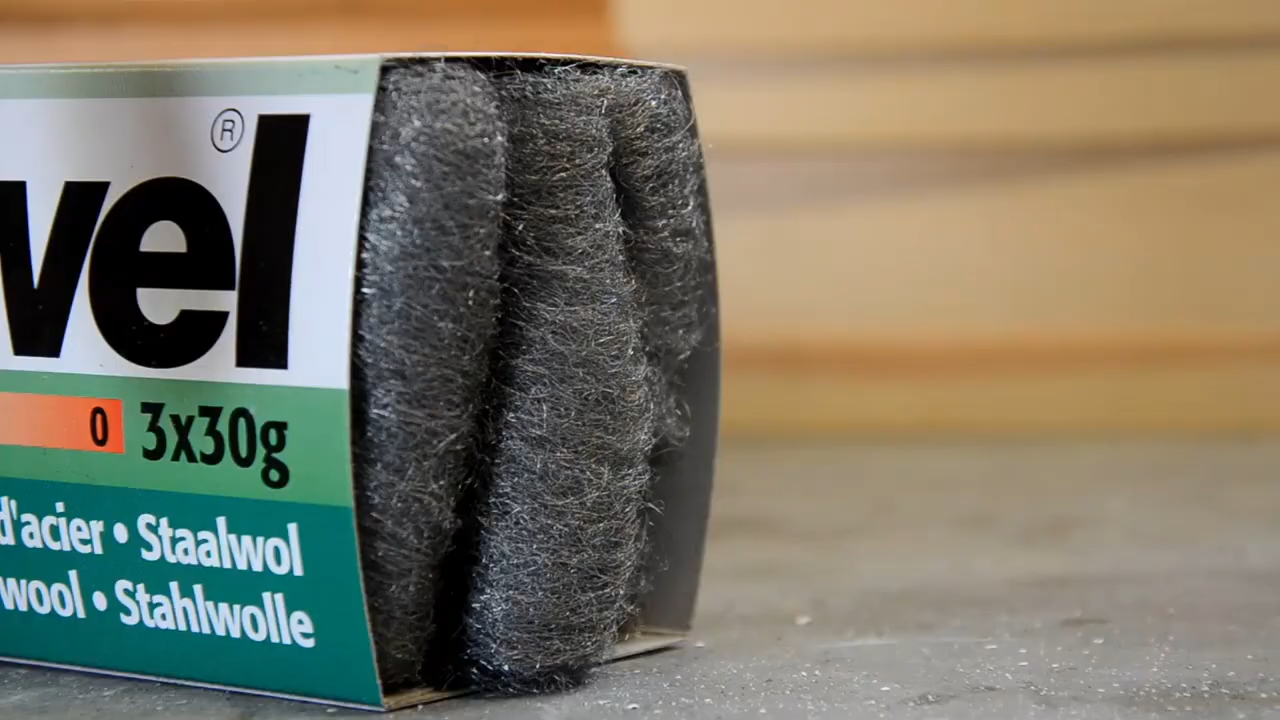 vel®
0 3x30g
d'acier • Staalwol
wool • Stahlwolle